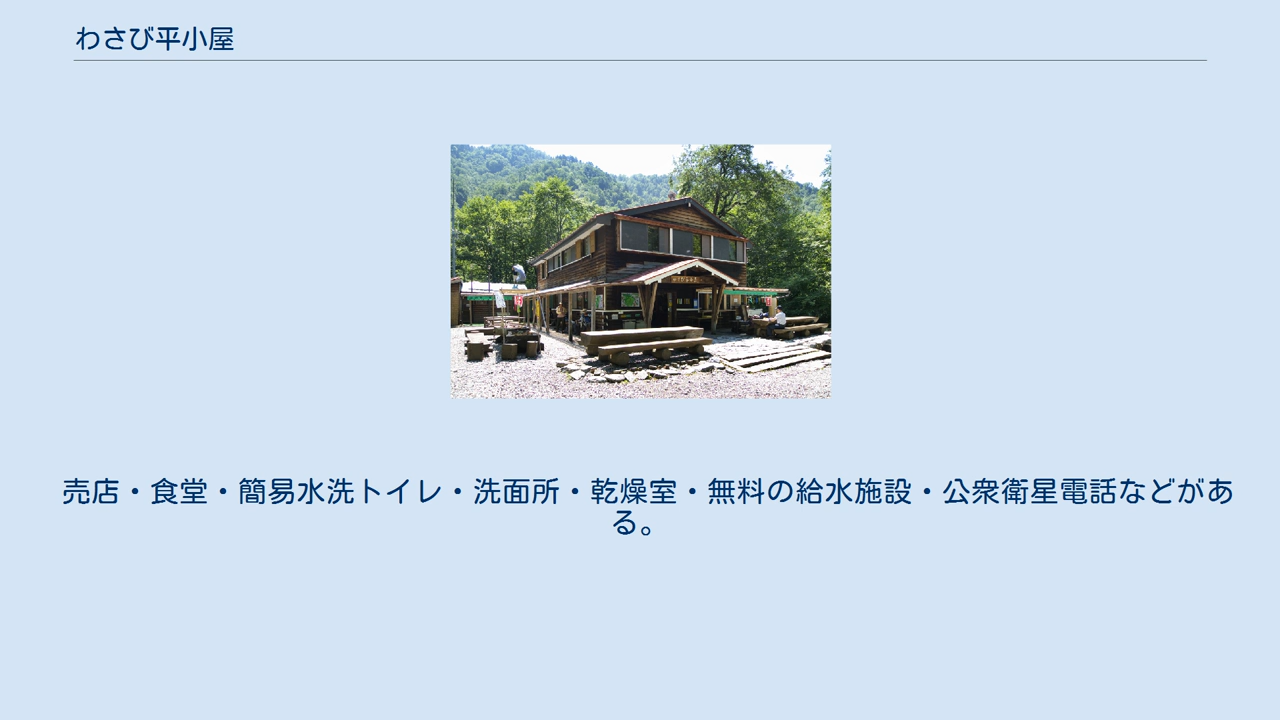 わさび平小屋
売店・食堂・簡易水洗トイレ・洗面所・乾燥室・無料の給水施設・公衆衛星電話などがあ
る。